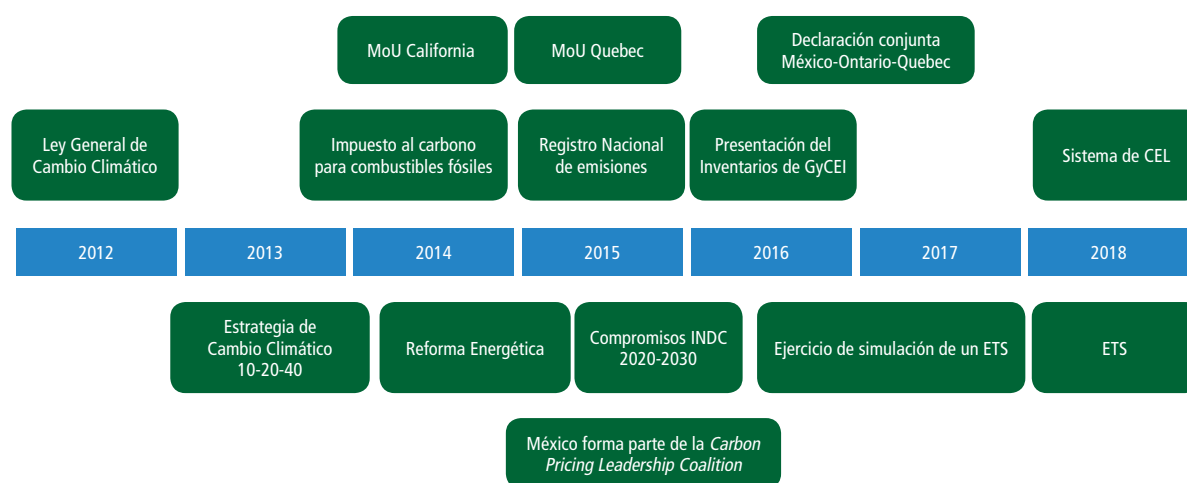 MoU California
MoU Quebec
Declaración conjunta
México-Ontario-Quebec
Ley General de
Cambio Climático
Impuesto al carbono
para combustibles fósiles
Registro Nacional
de emisiones
Presentación del
Inventarios de GyCEI
Sistema de CEL
2012
2013
2014
2015
2016
2017
2018
Estrategia de
Cambio Climático
10-20-40
Reforma Energética
Compromisos INDC
2020-2030
Ejercicio de simulación de un ETS
ETS
México forma parte de la Carbon
Pricing Leadership Coalition